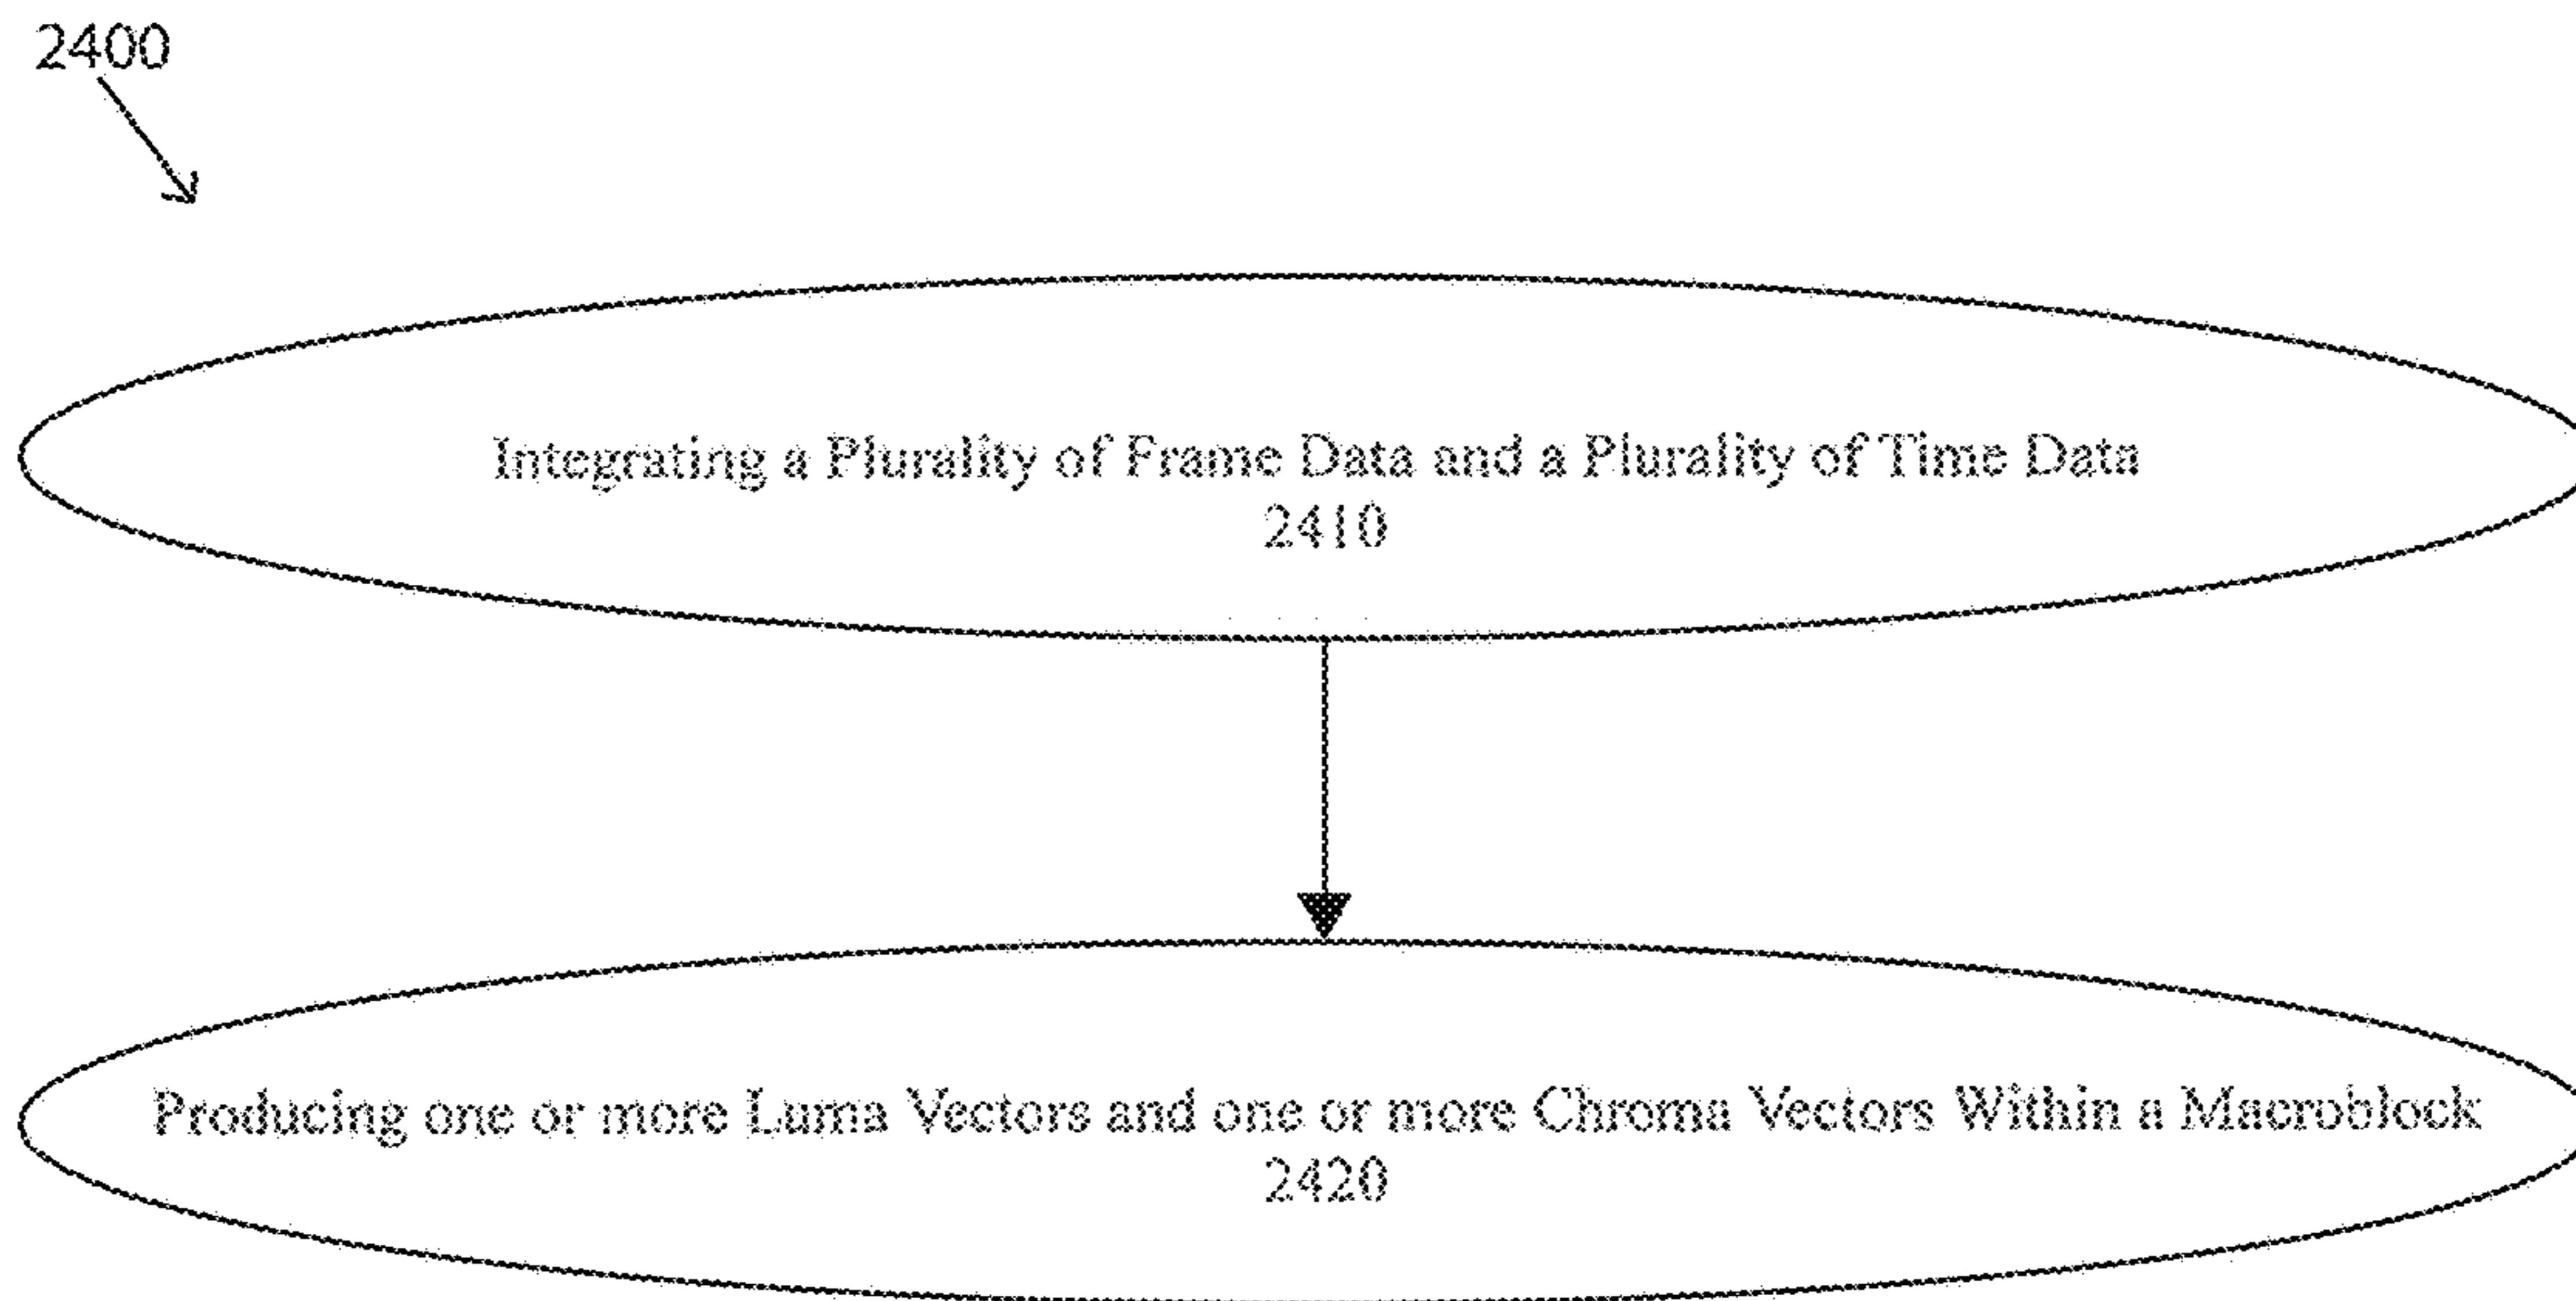 2400
Integrating a Plurality of Frame Data and a Plurality of Time Data
2410
Producing one or more Luma Vectors and one or more Chroma Vectors Within a Macroblock
2420